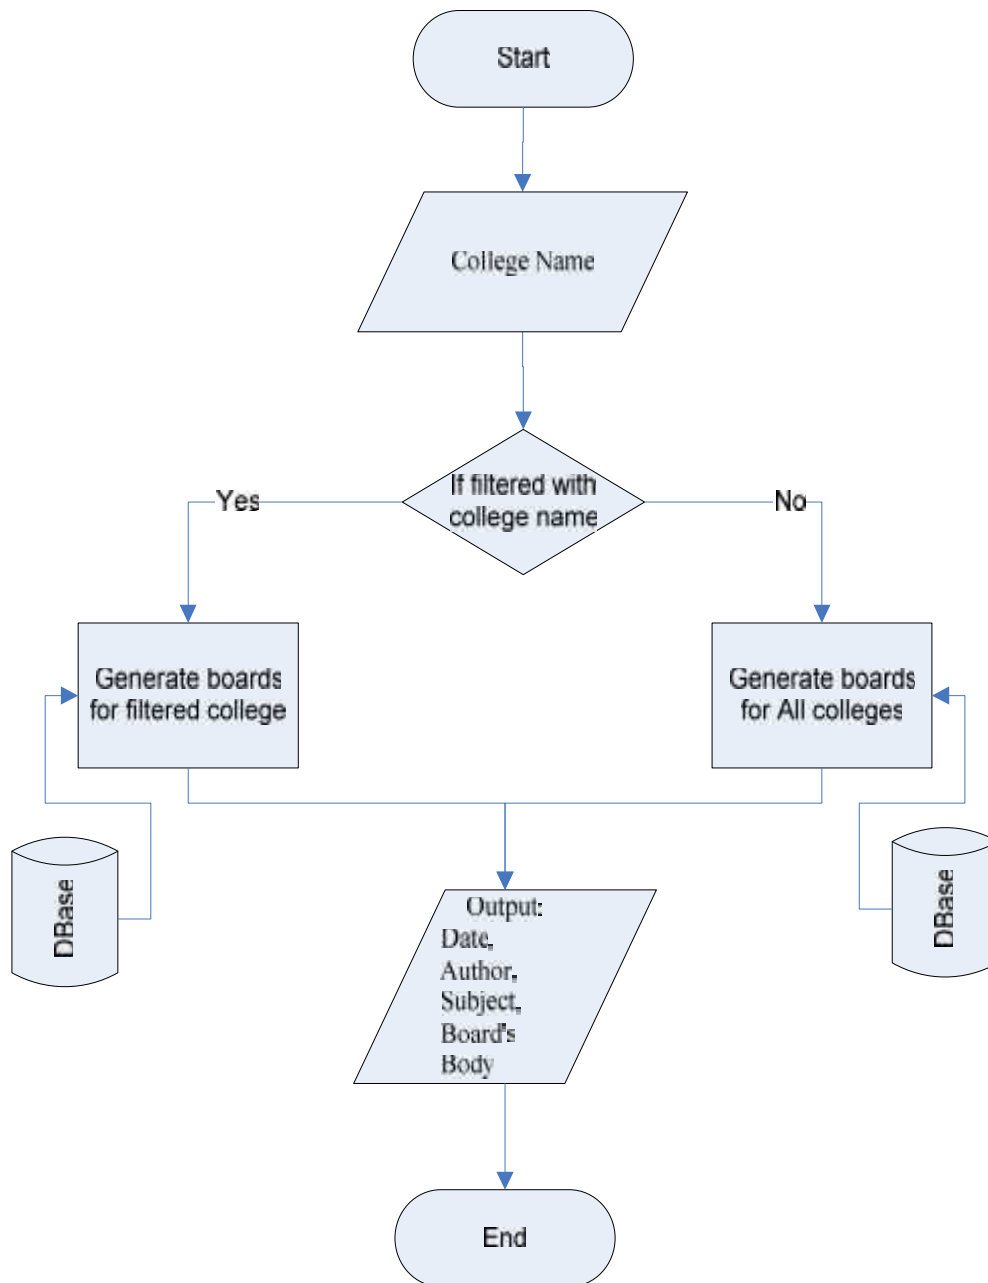 Start
College Name
If filtered with
college name
Yes
No
Generate boards
for filtered college
Generate boards
for All colleges
DBase
DBase
Output:
Date,
Author,
Subject,
Board's
Body
End